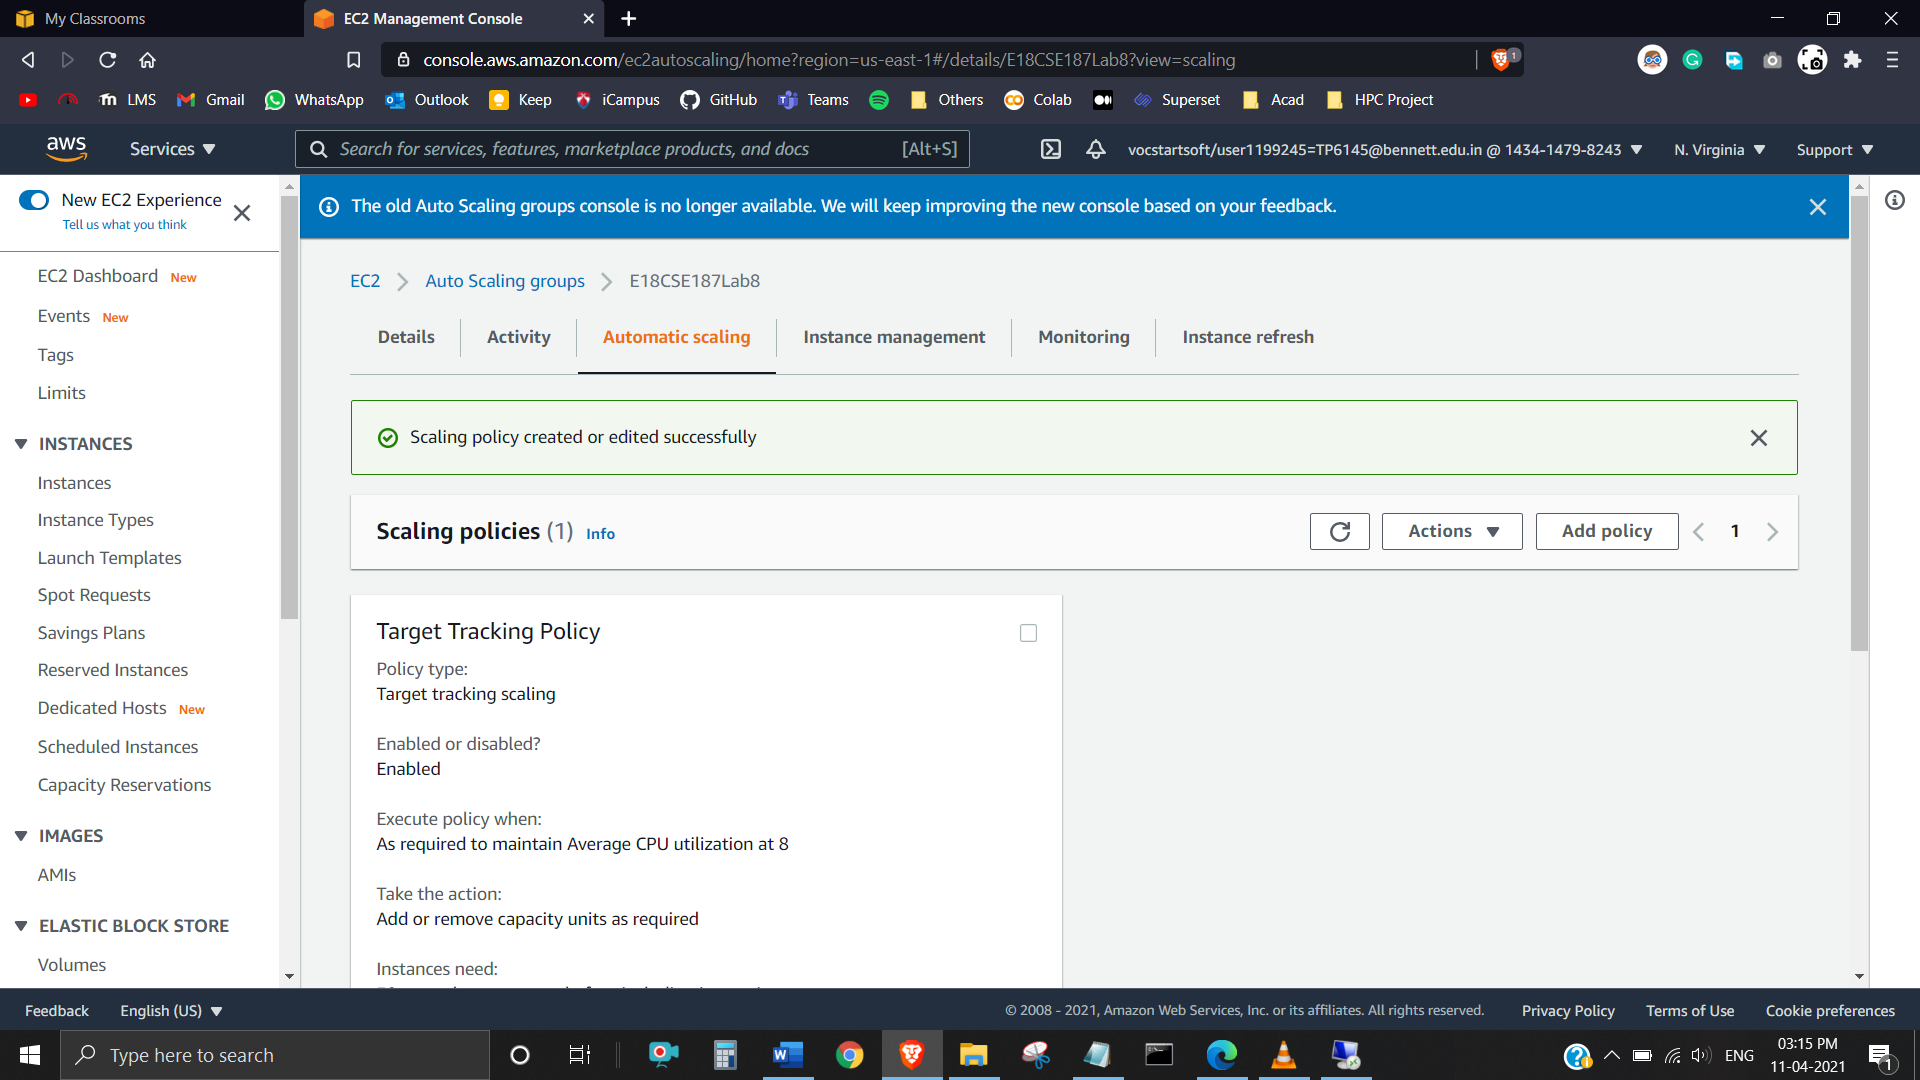 My Classrooms
EC2 Management Console
console.aws.amazon.com/ec2autoscaling/home?region=us-east-1#/details/E18CSE187Lab8?view=scaling
1
LMS
Gmail
WhatsApp
Outlook
Keep
iCampus
GitHub
Teams
Others
Colab
Superset
Acad
HPC Project
aws
Services
Search for services, features, marketplace products, and docs
[Alt+S]
vocstartsoft/user1199245=TP6145@bennett.edu.in @ 1434-1479-8243
N. Virginia
Support
New EC2 Experience
Tell us what you think
EC2 Dashboard New
Events New
Tags
Limits
INSTANCES
Instances
Instance Types
Launch Templates
Spot Requests
Savings Plans
Reserved Instances
Dedicated Hosts New
Scheduled Instances
Capacity Reservations
IMAGES
AMIs
ELASTIC BLOCK STORE
Volumes
The old Auto Scaling groups console is no longer available. We will keep improving the new console based on your feedback.
EC2
Auto Scaling groups
E18CSE187Lab8
Details
Activity
Automatic scaling
Instance management
Monitoring
Instance refresh
Scaling policy created or edited successfully
Scaling policies (1) Info
Actions
Add policy
1
Target Tracking Policy
Policy type:
Target tracking scaling
Enabled or disabled?
Enabled
Execute policy when:
As required to maintain Average CPU utilization at 8
Take the action:
Add or remove capacity units as required
Instances need:
Feedback
English (US)
© 2008 - 2021, Amazon Web Services, Inc. or its affiliates. All rights reserved.
Privacy Policy
Terms of Use
Cookie preferences
Type here to search
ENG
03:15 PM
11-04-2021
1